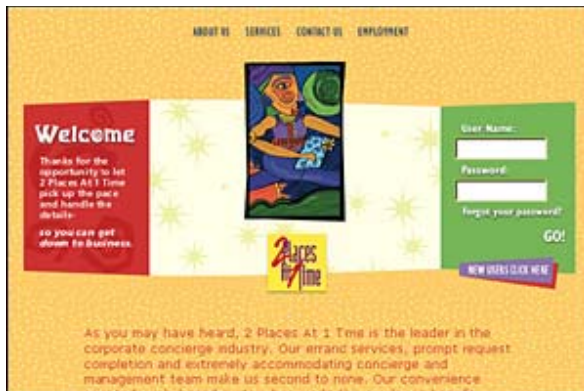 ABOUT US SERVICES CONTACT US EMPLOYMENT
Welcome
Thanks for the
opportunity to let
2 Places At 1 Time
pick up the pace
and handle the
details-
so you can get
down to business.
User Name:
Password:
Forgot your password?
GO!
NEW USERS CLICK HERE
2 Places
At 1 Time
As you may have heard, 2 Places At 1 Tme is the leader in the
corporate concierge industry. Our errand services, prompt request
completion and extremely accommodating concierge and
management team make us second to none. Our convenience